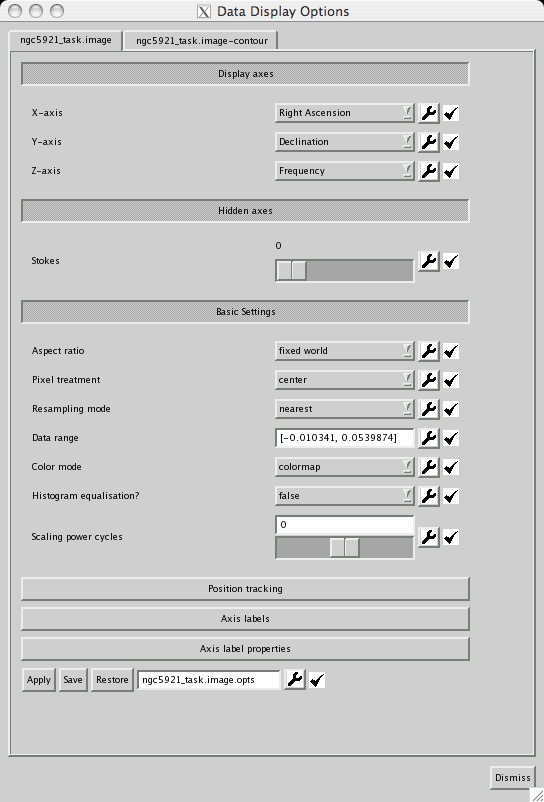 Data Display Options
ngc5921_task.image ngc5921_task.image-contour
Display axes
X-axis Right Ascension
Y-axis Declination
Z-axis Frequency
Hidden axes
0
Stokes
Basic Settings
Aspect ratio fixed world
Pixel treatment center
Resampling mode nearest
Data range [-0.010341, 0.0539874]
Color mode colormap
Histogram equalisation? false
0
Scaling power cycles
Position tracking
Axis labels
Axis label properties
Apply Save Restore ngc5921_task.image.opts
Dismiss